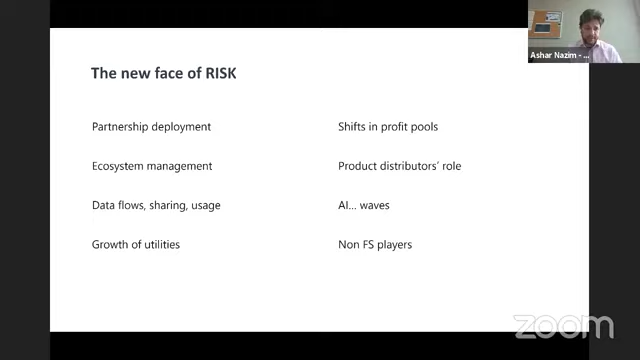 The new face of RISK
Partnership deployment
Shifts in profit pools
Ecosystem management
Product distributors' role
Data flows, sharing, usage
AI... waves
Growth of utilities
Non FS players
Ashar Nazim - ...
zoom